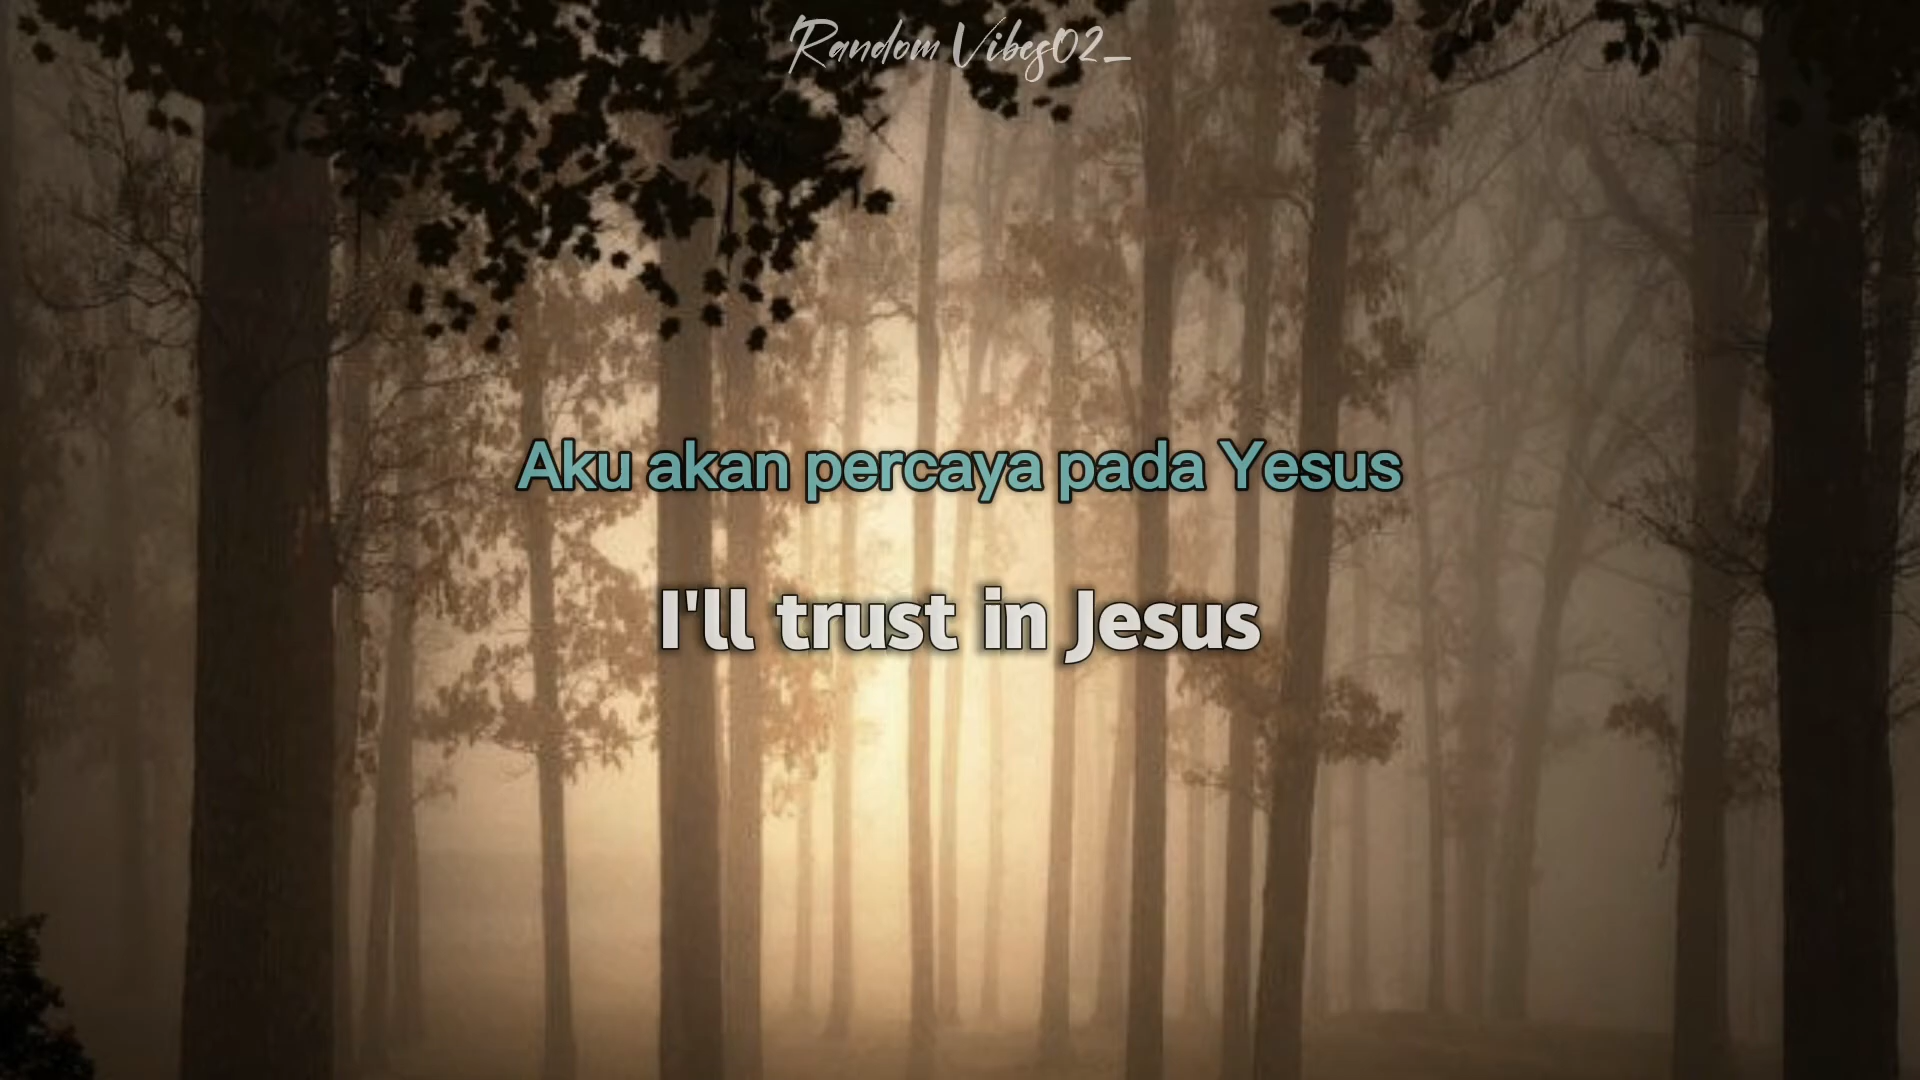 Random Vibes02_
Aku akan percaya pada Yesus
I'll trust in Jesus